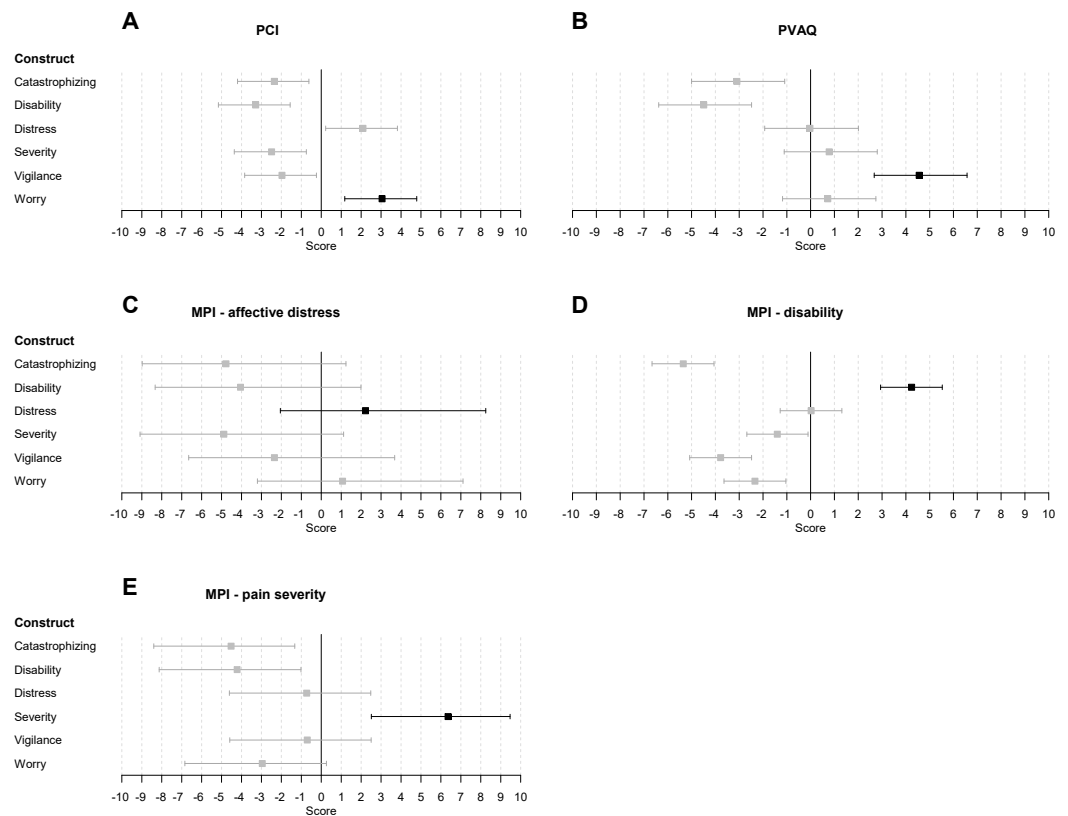 A
PCI
Construct
Catastrophizing
Disability
Distress
Severity
Vigilance
Worry
-10 -9 -8 -7 -6 -5 -4 -3 -2 -1 0 1 2 3 4 5 6 7 8 9 10
Score
B
PVAQ
-10 -9 -8 -7 -6 -5 -4 -3 -2 -1 0 1 2 3 4 5 6 7 8 9 10
Score
C
MPI - affective distress
Construct
Catastrophizing
Disability
Distress
Severity
Vigilance
Worry
-10 -9 -8 -7 -6 -5 -4 -3 -2 -1 0 1 2 3 4 5 6 7 8 9 10
Score
D
MPI - disability
-10 -9 -8 -7 -6 -5 -4 -3 -2 -1 0 1 2 3 4 5 6 7 8 9 10
Score
E
MPI - pain severity
Construct
Catastrophizing
Disability
Distress
Severity
Vigilance
Worry
-10 -9 -8 -7 -6 -5 -4 -3 -2 -1 0 1 2 3 4 5 6 7 8 9 10
Score